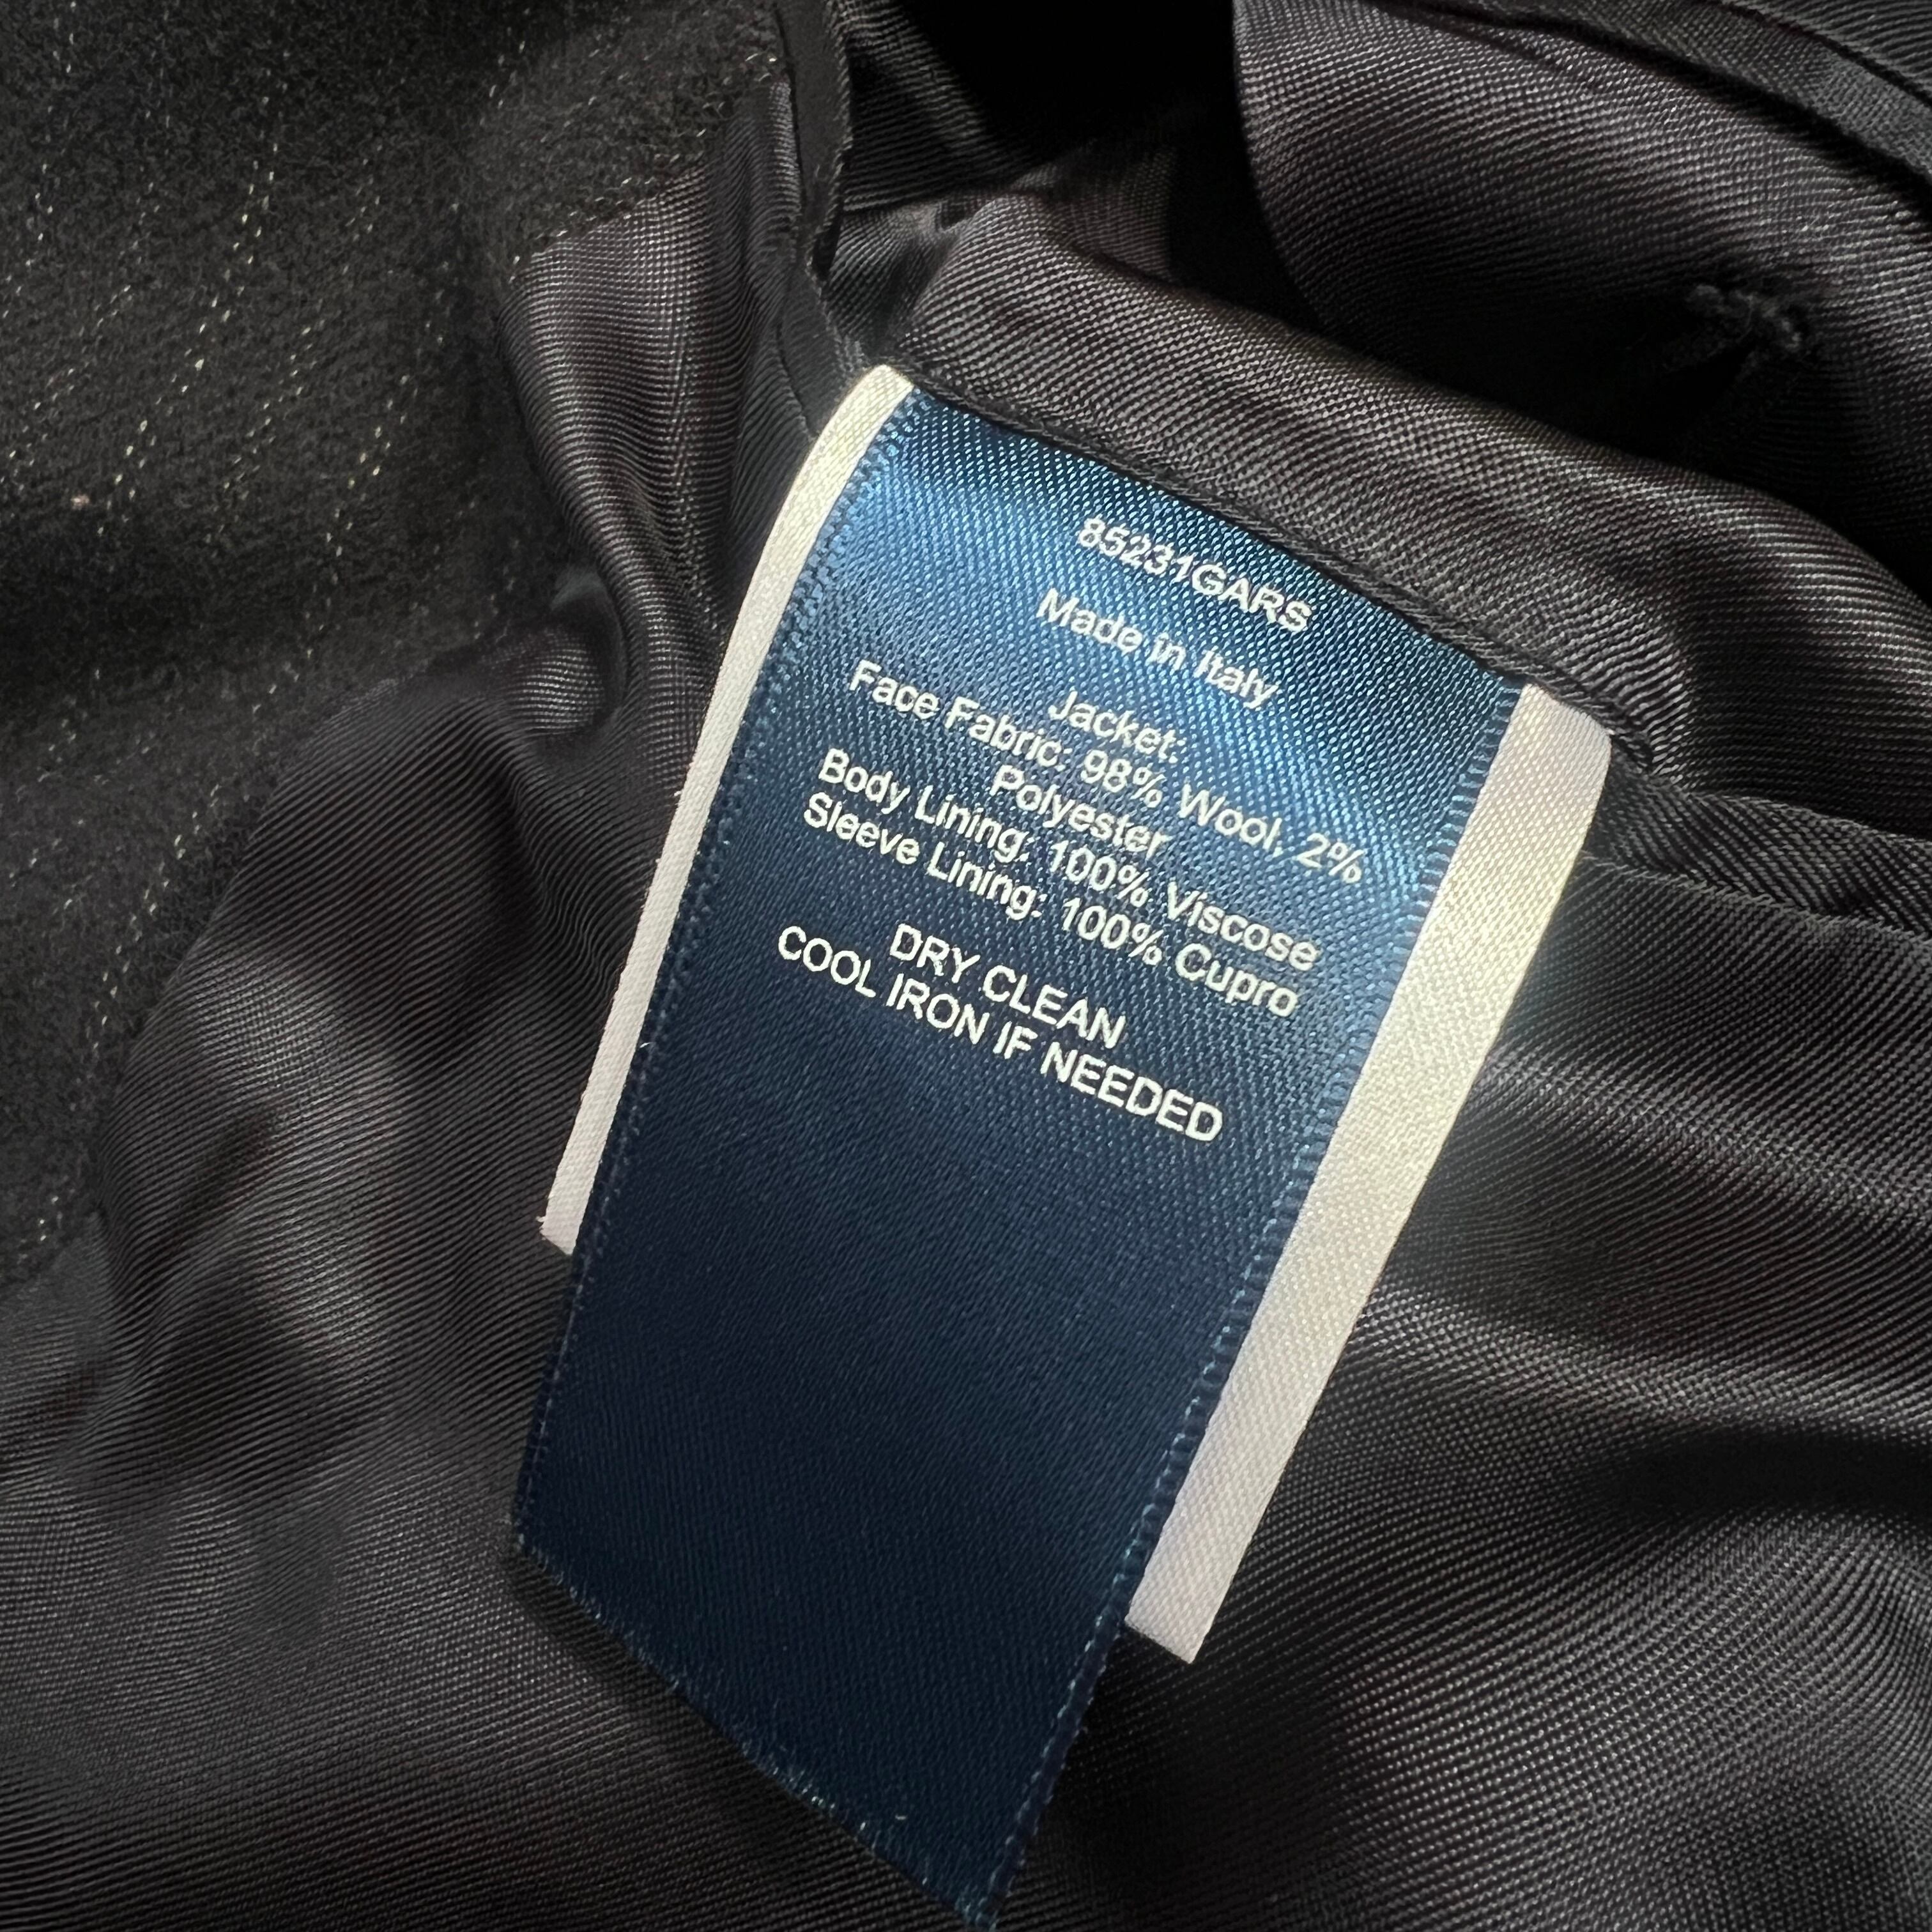 85231GARS
Made in Italy
Jacket:
Face Fabric: 98% Wool, 2%
Polyester
Body Lining: 100% Viscose
Sleeve Lining: 100% Cupro
DRY CLEAN
COOL IRON IF NEEDED